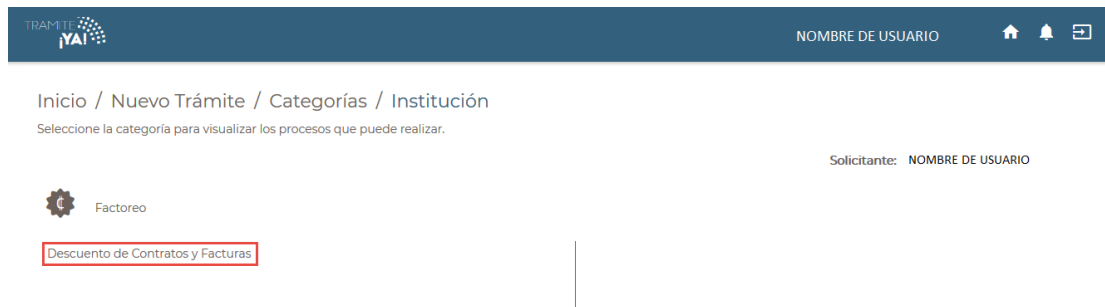 TRAMITE
¡YA!
NOMBRE DE USUARIO
Inicio / Nuevo Trámite / Categorías / Institución
Seleccione la categoría para visualizar los procesos que puede realizar.
Solicitante: NOMBRE DE USUARIO
₵ Factoreo
Descuento de Contratos y Facturas